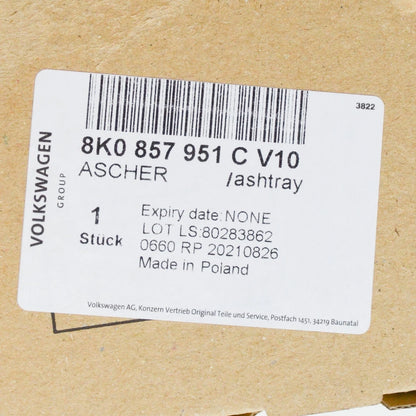 3822
8K0 857 951 C V10
ASCHER /ashtray
VOLKSWAGEN
GROUP
1
Stück
Expiry date: NONE
LOT LS:80283862
0660 RP 20210826
Made in Poland
Volkswagen AG, Konzern Vertrieb Original Teile und Service, Postfach 1451, 34219 Baunatal